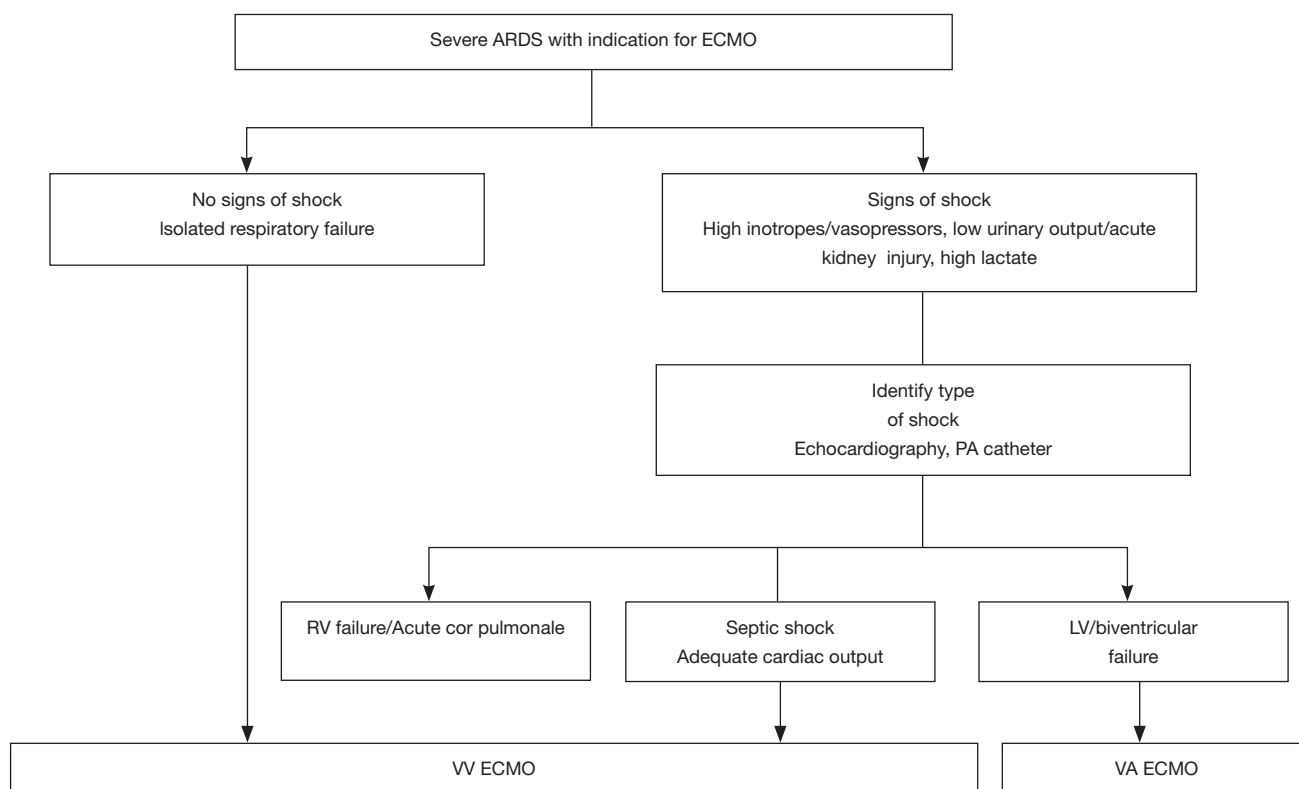 Severe ARDS with indication for ECMO
No signs of shock
Isolated respiratory failure
Signs of shock
High inotropes/vasopressors, low urinary output/acute
kidney injury, high lactate
Identify type
of shock
Echocardiography, PA catheter
RV failure/Acute cor pulmonale
Septic shock
Adequate cardiac output
LV/biventricular
failure
VV ECMO
VA ECMO